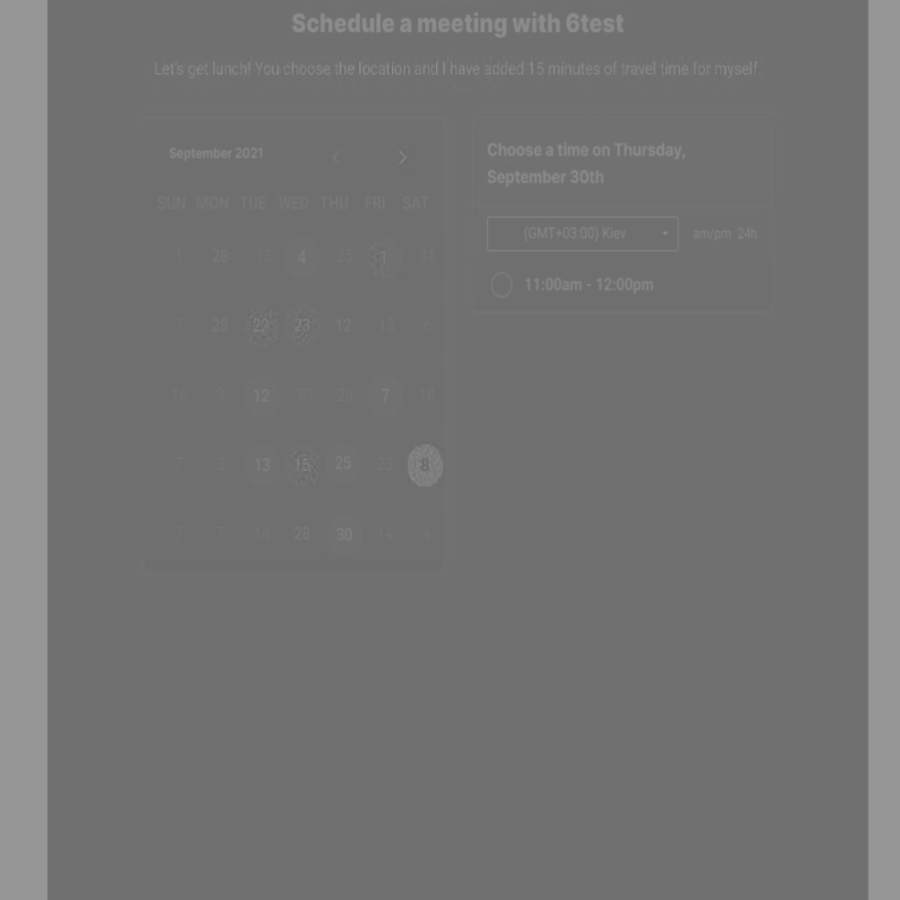 Schedule a meeting with 6test
Let's get lunch! You choose the location and I have added 15 minutes of travel time for myself.
September 2021
SUN MON TUE WED THU FRI SAT
1 28 13 4 25 1 31
7 28 22 23 12 13 6
16 9 12 30 26 7 18
7 3 13 15 25 23 8
7 7 14 28 30 14 4
Choose a time on Thursday,
September 30th
(GMT+03:00) Kiev am/pm 24h
11:00am - 12:00pm